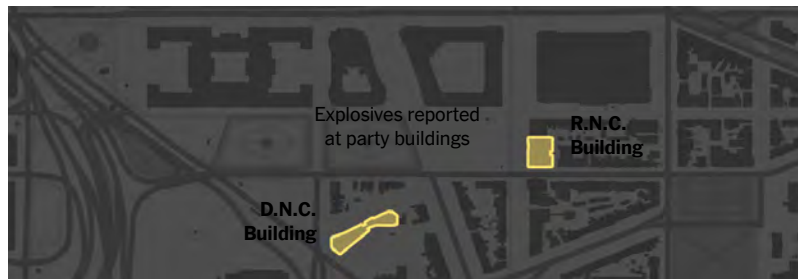 Explosives reported
at party buildings
R.N.C.
Building
D.N.C.
Building